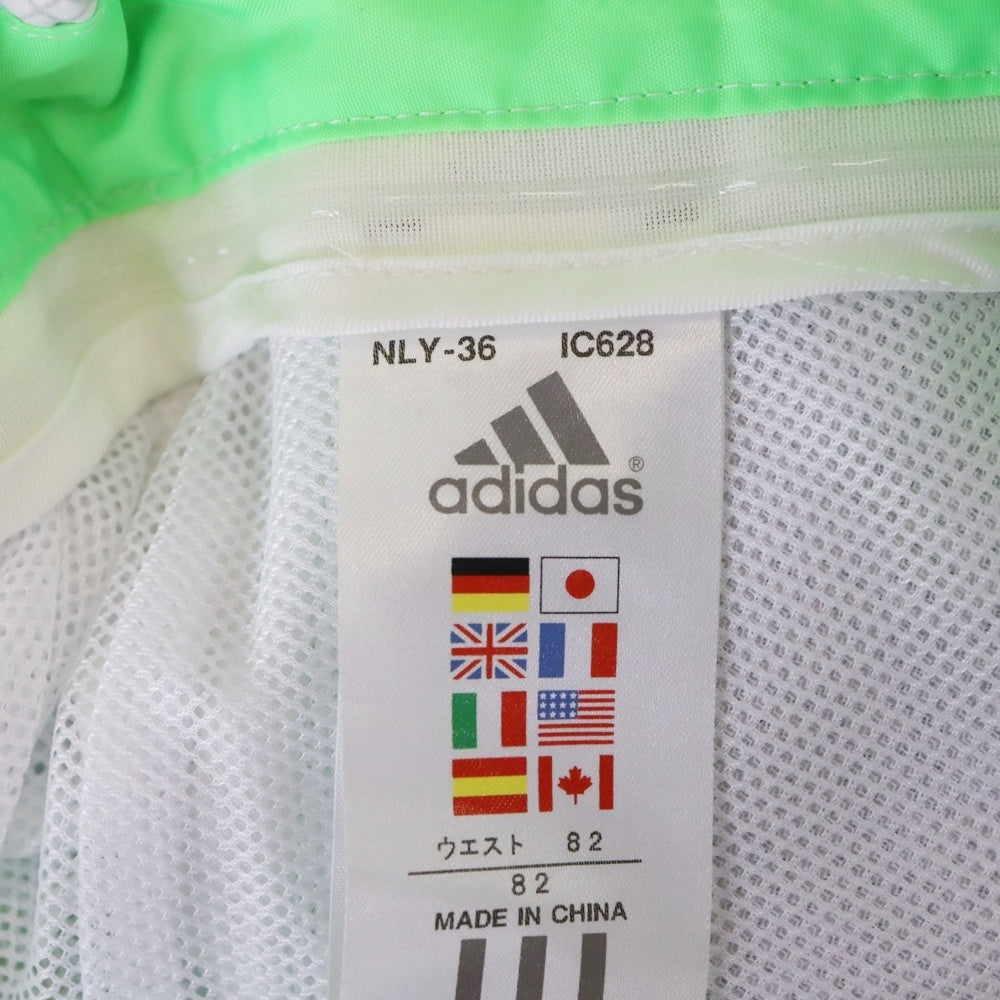 NLY-36 IC628
adidas®
ウエスト 82
82
MADE IN CHINA